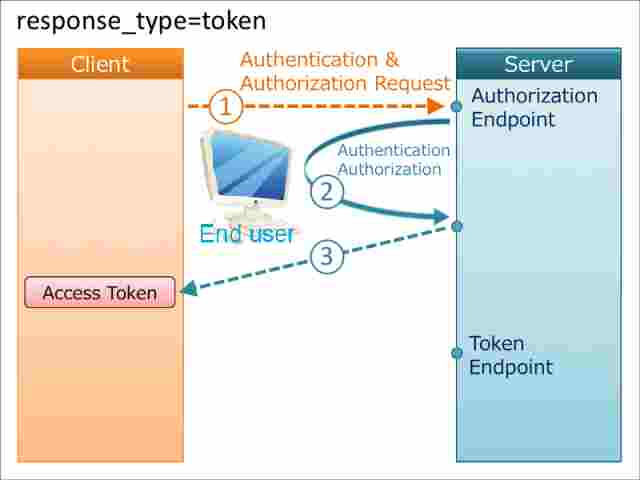 response_type=token
Client
Authentication &
Authorization Request
Server
1
Authorization
Endpoint
Authentication
Authorization
2
End user
3
Access Token
Token
Endpoint